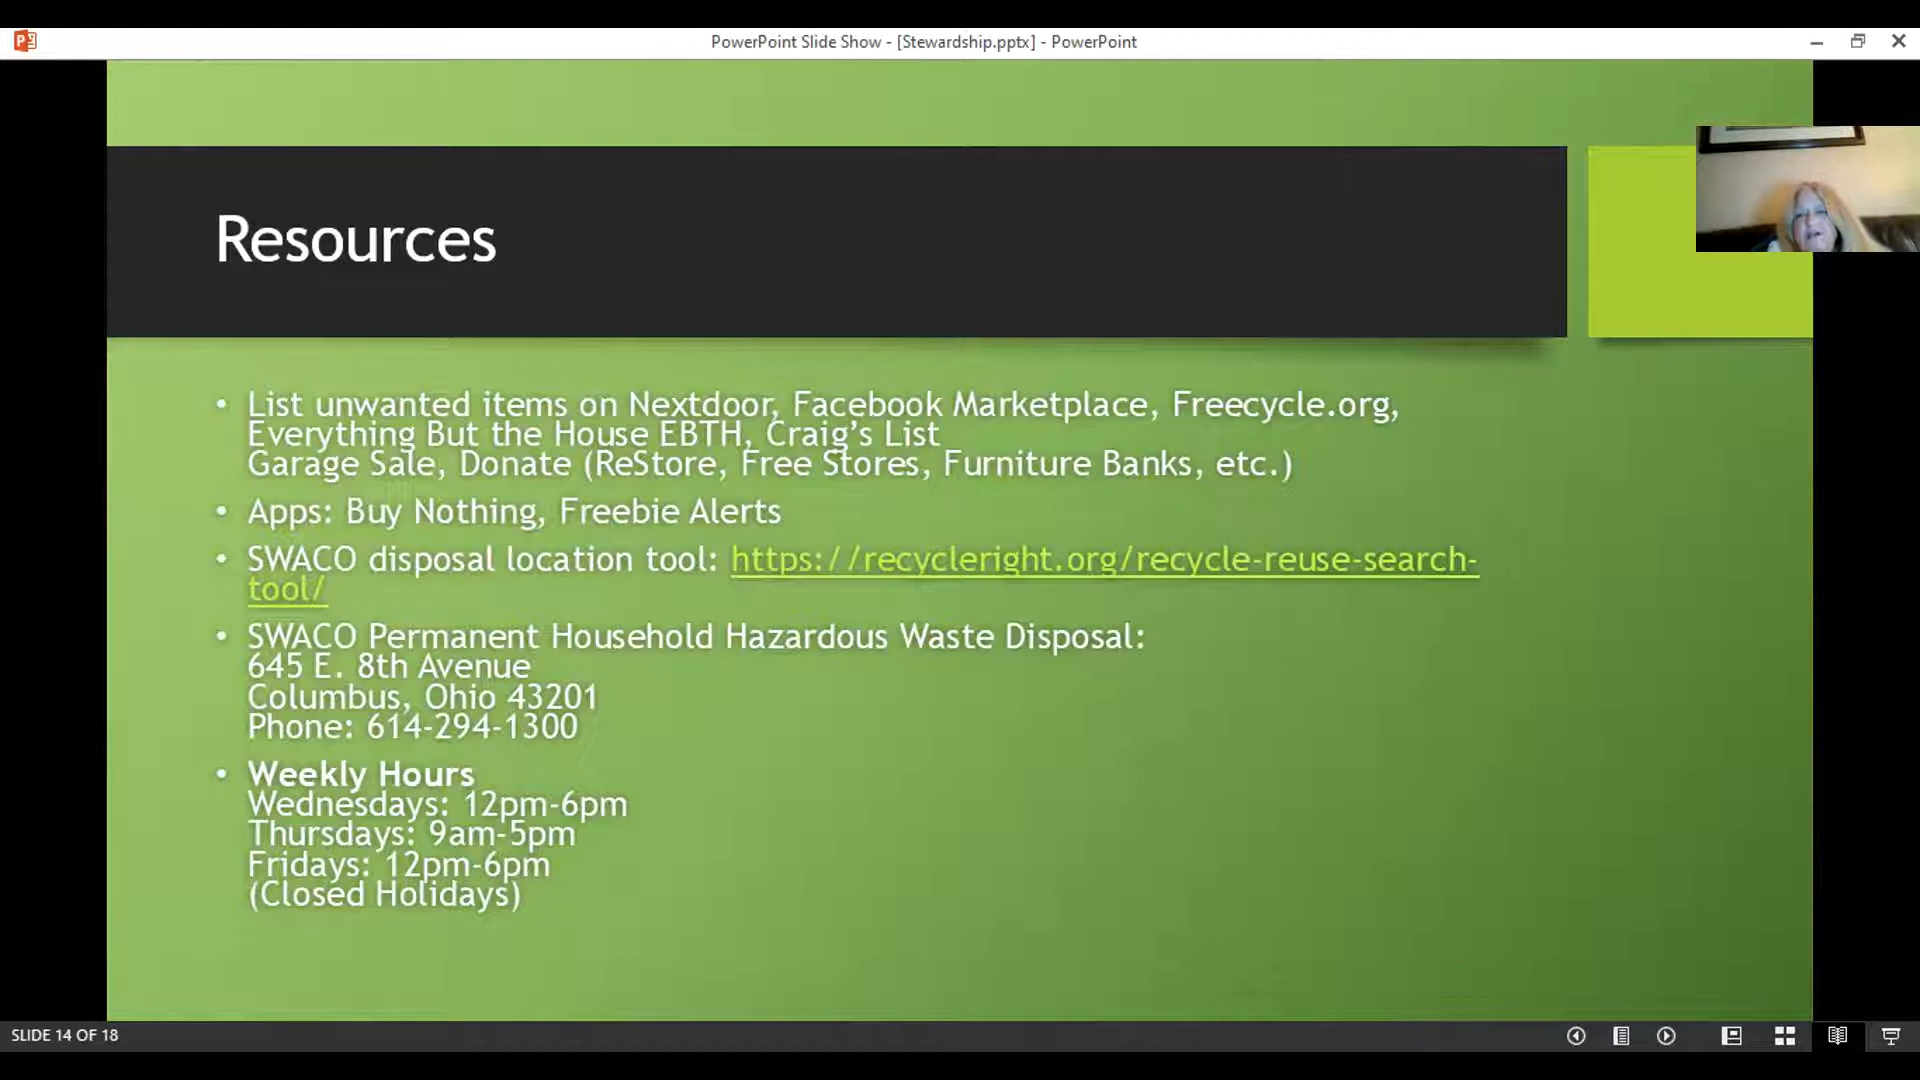 PowerPoint Slide Show - [Stewardship.pptx] - PowerPoint
Resources
• List unwanted items on Nextdoor, Facebook Marketplace, Freecycle.org,
Everything But the House EBTH, Craig’s List
Garage Sale, Donate (ReStore, Free Stores, Furniture Banks, etc.)
• Apps: Buy Nothing, Freebie Alerts
• SWACO disposal location tool: https://recycleright.org/recycle-reuse-search-
tool/
• SWACO Permanent Household Hazardous Waste Disposal:
645 E. 8th Avenue
Columbus, Ohio 43201
Phone: 614-294-1300
• Weekly Hours
Wednesdays: 12pm-6pm
Thursdays: 9am-5pm
Fridays: 12pm-6pm
(Closed Holidays)
SLIDE 14 OF 18